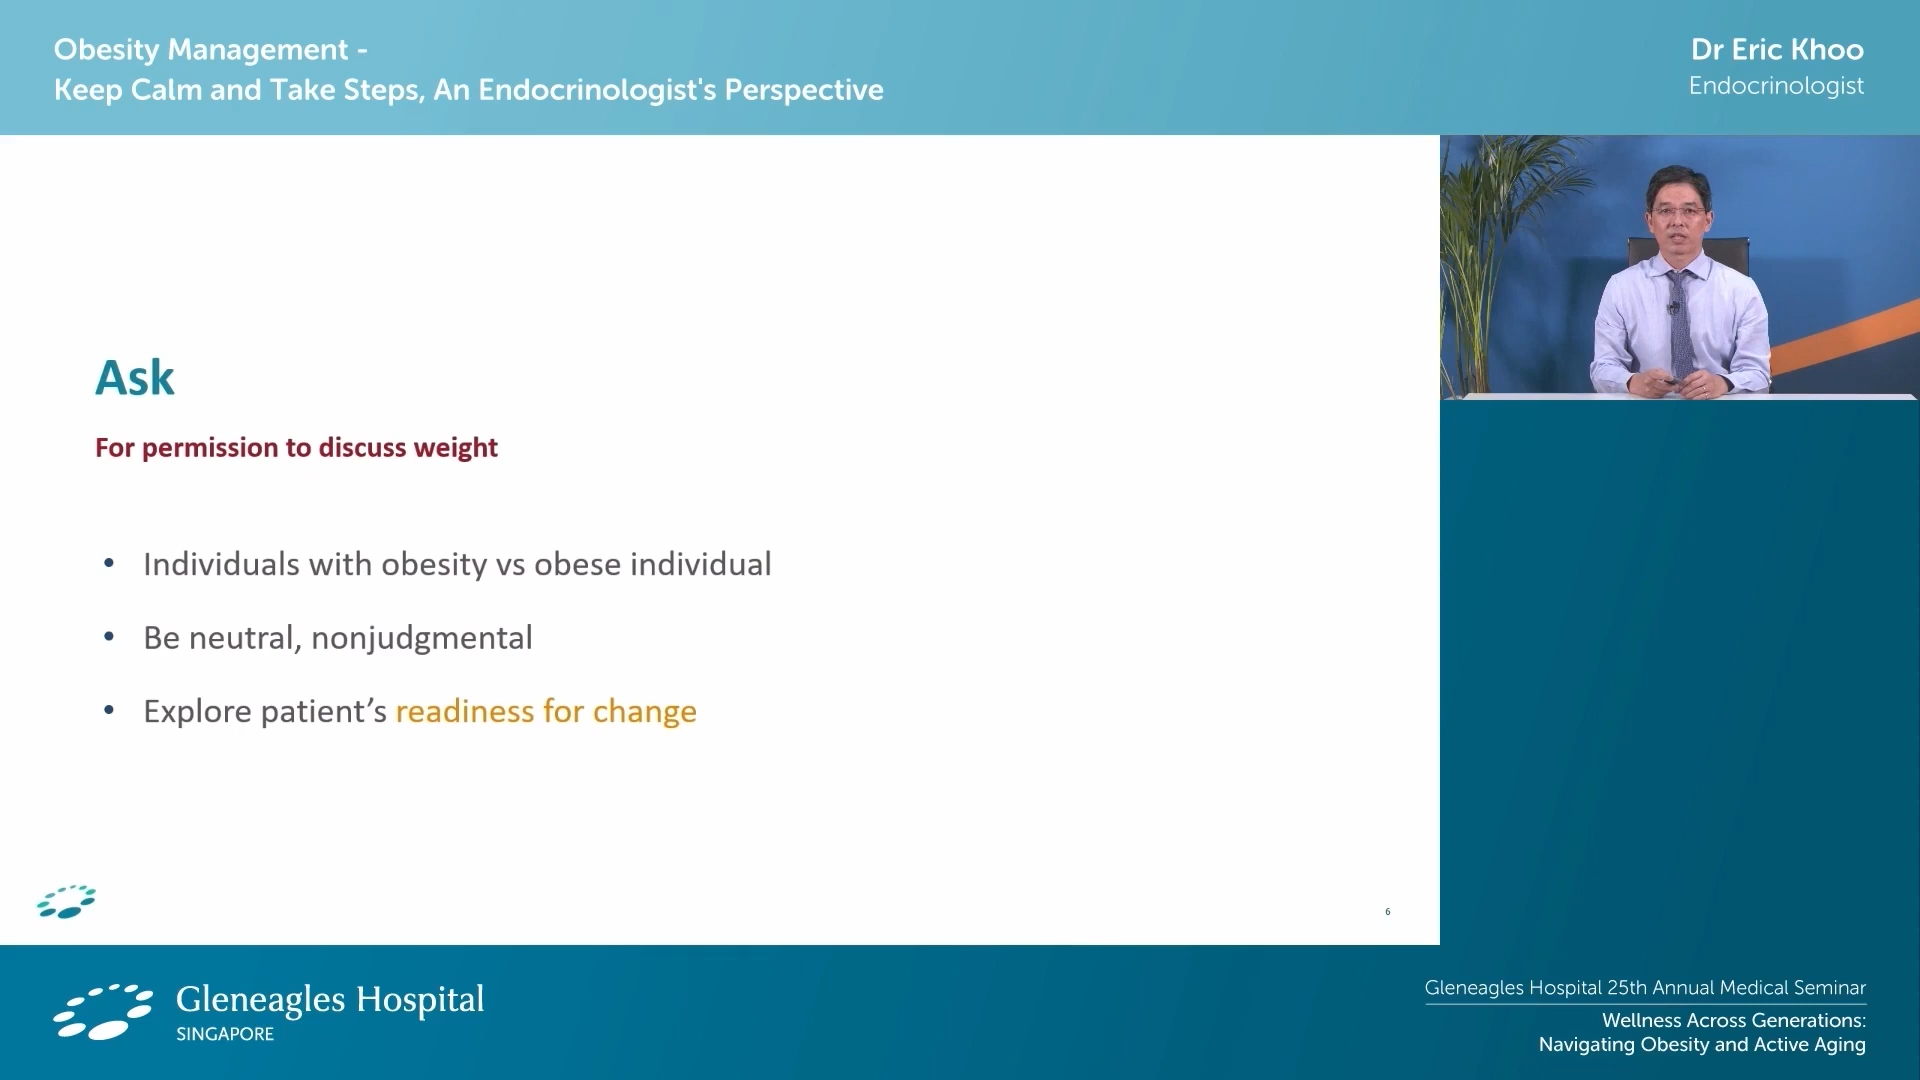 Obesity Management -
Keep Calm and Take Steps, An Endocrinologist's Perspective
Dr Eric Khoo
Endocrinologist
Ask
For permission to discuss weight
• Individuals with obesity vs obese individual
• Be neutral, nonjudgmental
• Explore patient’s readiness for change
6
Gleneagles Hospital
SINGAPORE
Gleneagles Hospital 25th Annual Medical Seminar
Wellness Across Generations:
Navigating Obesity and Active Aging